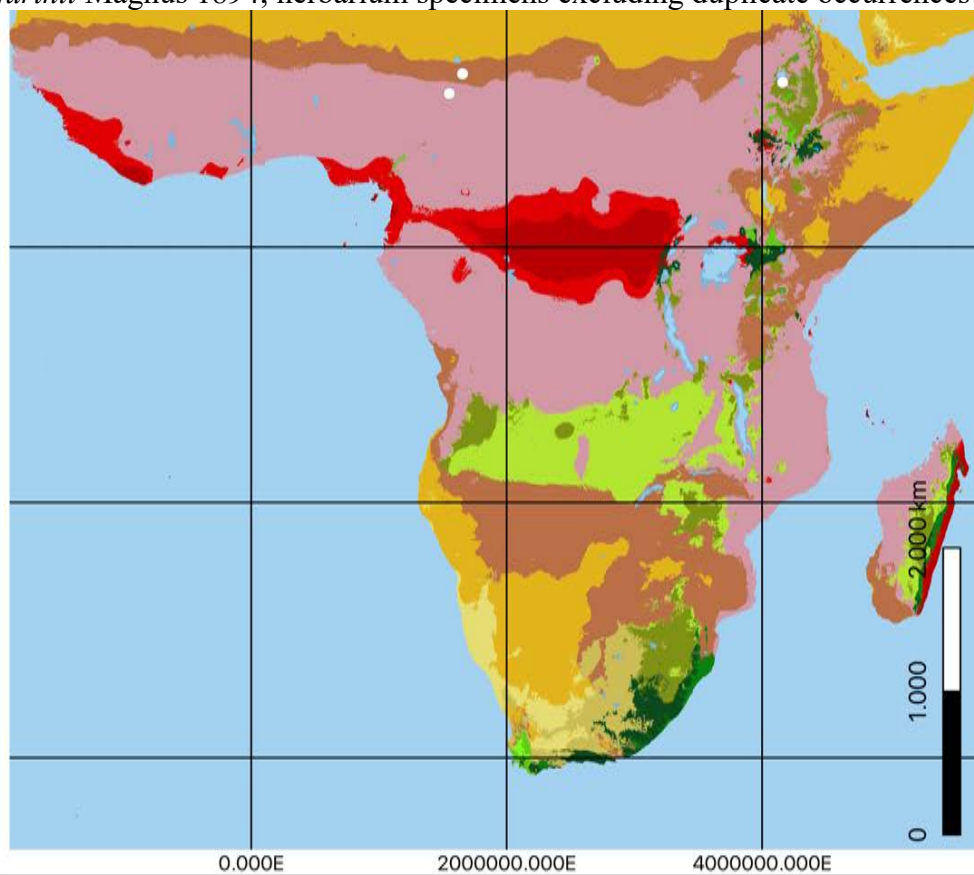 Magnus 1894, herbarium specimens excluding duplicate occurrences
2.000 km
1.000
0
0.000E 2000000.000E 4000000.000E